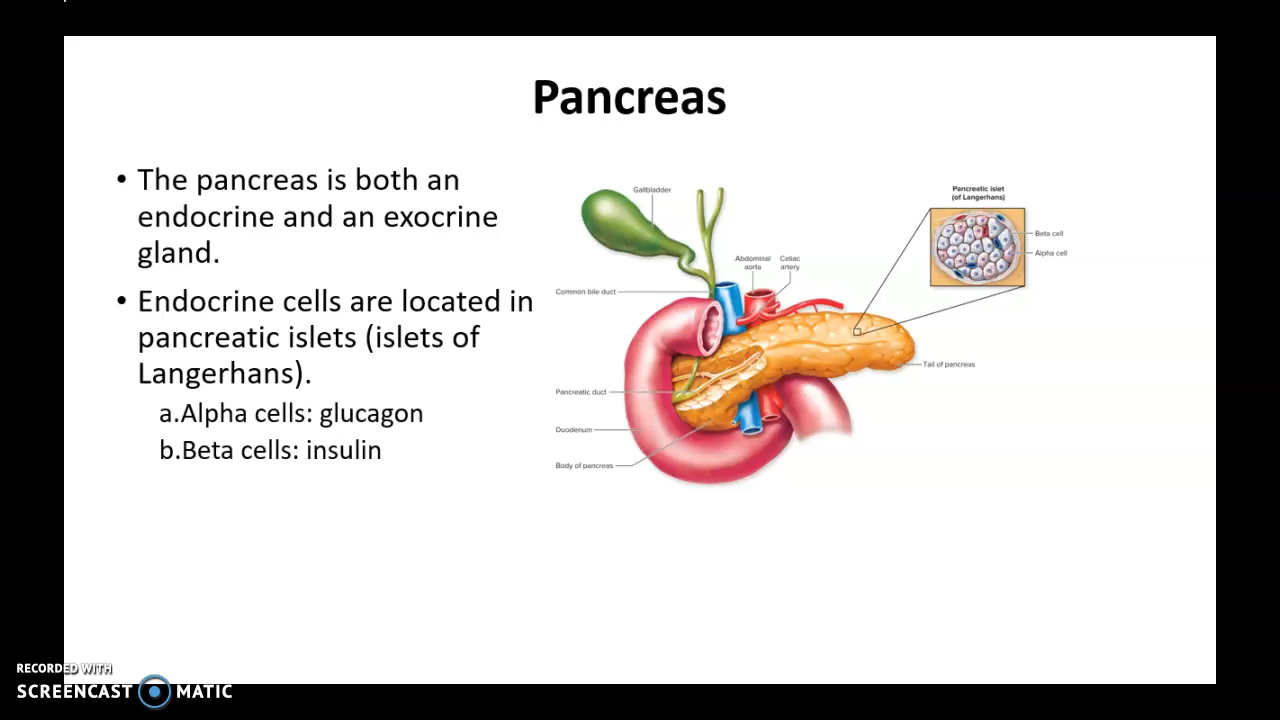 Pancreas
• The pancreas is both an
endocrine and an exocrine
gland.
• Endocrine cells are located in
pancreatic islets (islets of
Langerhans).
a.Alpha cells: glucagon
b.Beta cells: insulin
Gallbladder
Pancreatic islet
(of Langerhans)
Beta cell
Alpha cell
Abdominal
aorta
Celiac
artery
Common bile duct
Tail of pancreas
Pancreatic duct
Duodenum
Body of pancreas
RECORDED WITH
SCREENCAST MATIC